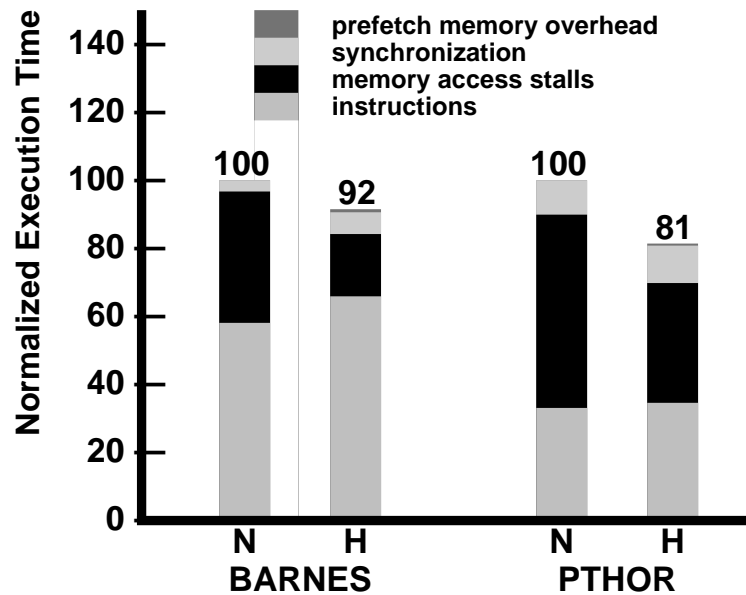 prefetch memory overhead
synchronization
memory access stalls
instructions
Normalized Execution Time
140
120
100
80
60
40
20
0
100
92
100
81
N H N H
BARNES PTHOR